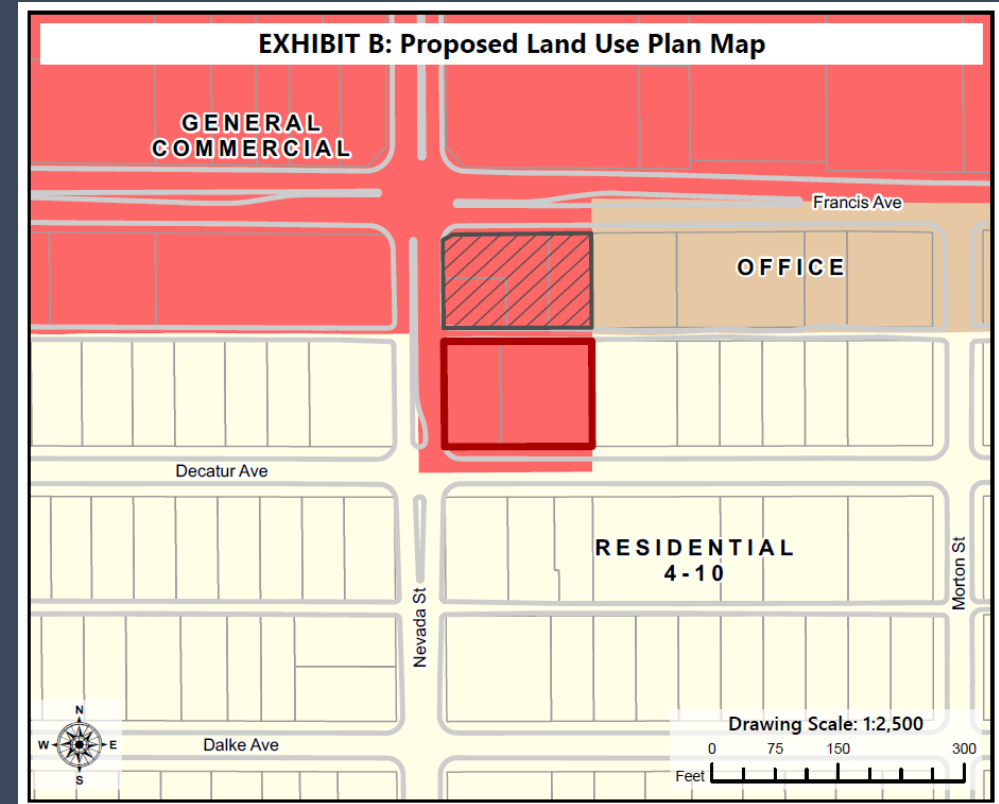 EXHIBIT B: Proposed Land Use Plan Map
GENERAL
COMMERCIAL
Francis Ave
OFFICE
Decatur Ave
RESIDENTIAL
4-10
Nevada St
Morton St
Dalke Ave
N
W E
S
Drawing Scale: 1:2,500
0 75 150 300
Feet